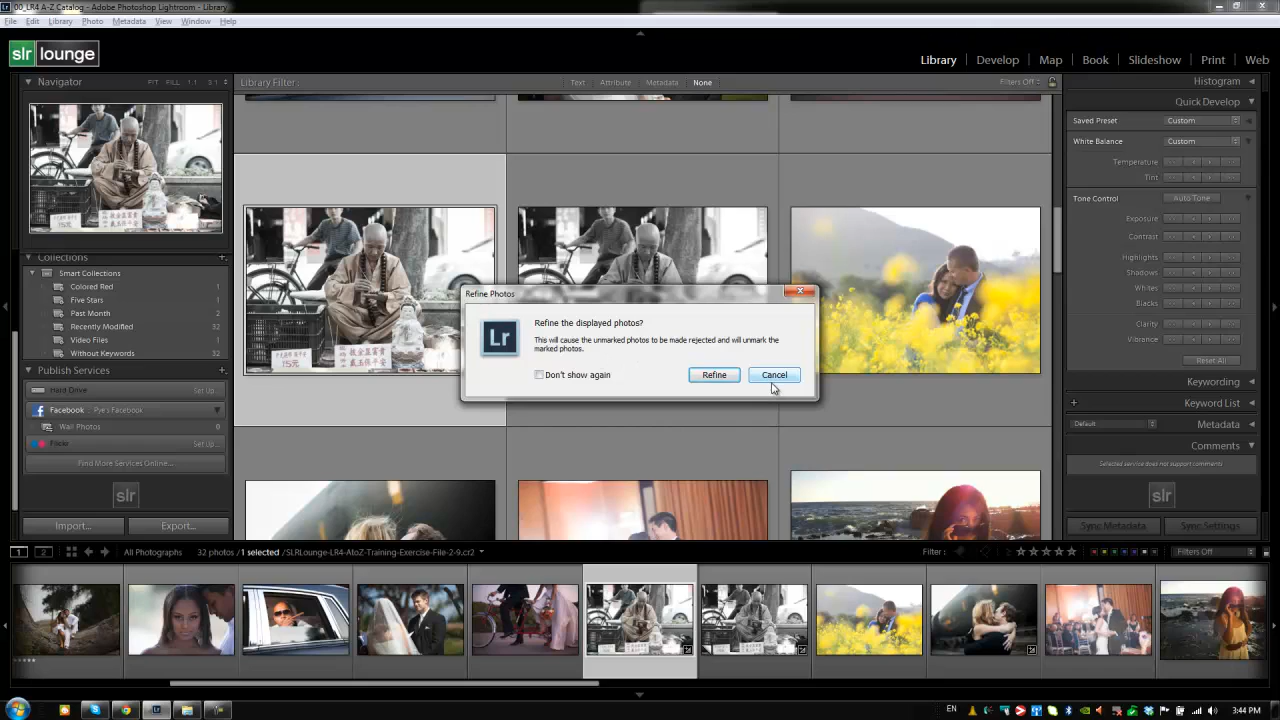 00_LR4 A-Z Catalog - Adobe Photoshop Lightroom - Library
File Edit Library Photo Metadata View Window Help
slr lounge
Library Develop Map Book Slideshow Print Web
Navigator FIT FILL 1:1 3:1
Library Filter : Text Attribute Metadata None Filters Off
Histogram
Quick Develop
Saved Preset Custom
White Balance Custom
Temperature
Tint
Tone Control Auto Tone
Exposure
Contrast
Highlights
Shadows
Whites
Blacks
Clarity
Vibrance
Reset All
Keywording
Keyword List
Default Metadata
Comments
Selected service does not support comments
slr
Sync Metadata Sync Settings
Collections
Smart Collections
Colored Red 1
Five Stars 1
Past Month 2
Recently Modified 32
Video Files 1
Without Keywords 32
Publish Services
Hard Drive Set Up...
Facebook : Pye's Facebook
Wall Photos 0
Flickr Set Up...
Find More Services Online...
slr
Import... Export...
15元
Refine Photos
Lr
Refine the displayed photos?
This will cause the unmarked photos to be made rejected and will unmark the
marked photos.
Don't show again Refine Cancel
1 2 All Photographs 32 photos / 1 selected / SLRLounge-LR4-AtoZ-Training-Exercise-File-2-9.cr2 Filter : Filters Off
EN 3:44 PM